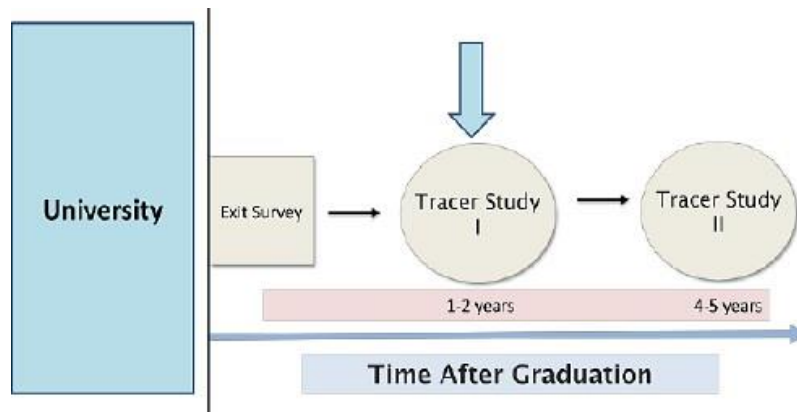 University
Exit Survey
Tracer Study
I
Tracer Study
II
1-2 years
4-5 years
Time After Graduation